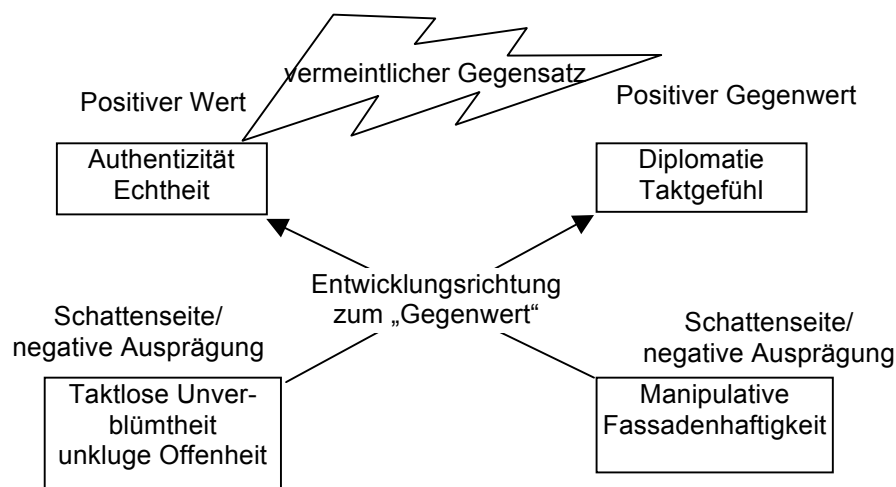 vermeintlicher Gegensatz
Positiver Wert
Positiver Gegenwert
Authentizität
Echtheit
Diplomatie
Taktgefühl
Entwicklungsrichtung
zum „Gegenwert“
Schattenseite/
negative Ausprägung
Schattenseite/
negative Ausprägung
Taktlose Unver-
blümtheit
unkluge Offenheit
Manipulative
Fassadenhaftigkeit